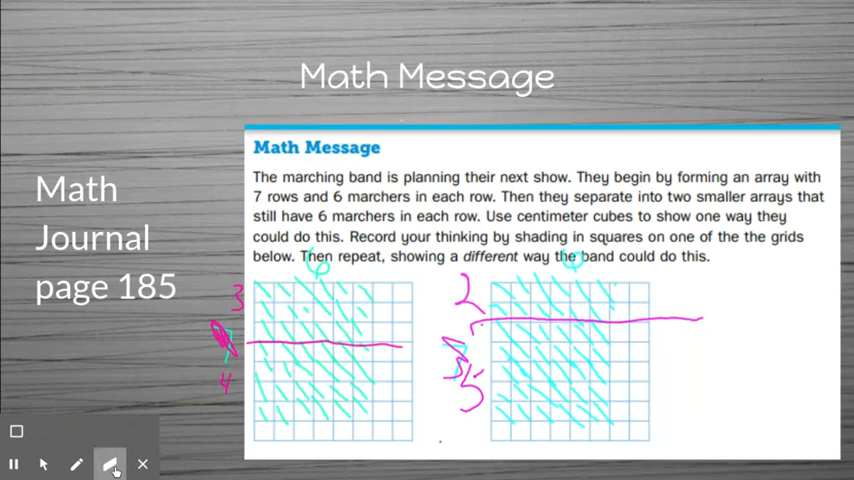 Math Message
Math
Journal
page 185
Math Message
The marching band is planning their next show. They begin by forming an array with
7 rows and 6 marchers in each row. Then they separate into two smaller arrays that
still have 6 marchers in each row. Use centimeter cubes to show one way they
could do this. Record your thinking by shading in squares on one of the the grids
below. Then repeat, showing a different way the band could do this.
6 6
3 2
4 5